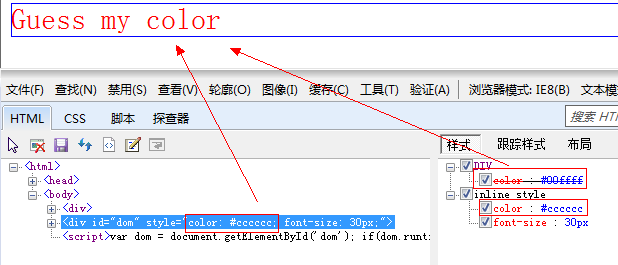 Guess my color
文件(F) 查找(N) 禁用(S) 查看(V) 轮廓(O) 图像(I) 缓存(C) 工具(T) 验证(A) 浏览器模式: IE8(B) 文本模
HTML CSS 脚本 探查器 搜索 HT
样式 跟踪样式 布局
<html>
<head>
<body>
<div>
<div id="dom" style="color: #cccccc; font-size: 30px;">
<script>var dom = document.getElementById('dom'); if(dom.runt:
DIV
color : #00ffff
inline style
color : #cccccc
font-size : 30px